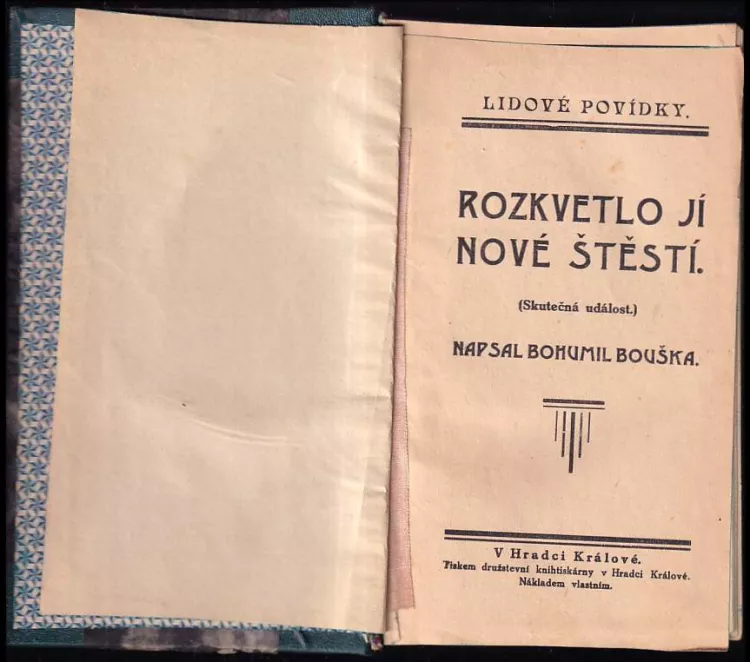 LIDOVÉ POVÍDKY.
ROZKVETLO JÍ
NOVÉ ŠTĚSTÍ.
(Skutečná událost.)
NAPSAL BOHUMIL BOUŠKA.
V Hradci Králové.
Tiskem družstevní knihtiskárny v Hradci Králové.
Nákladem vlastním.